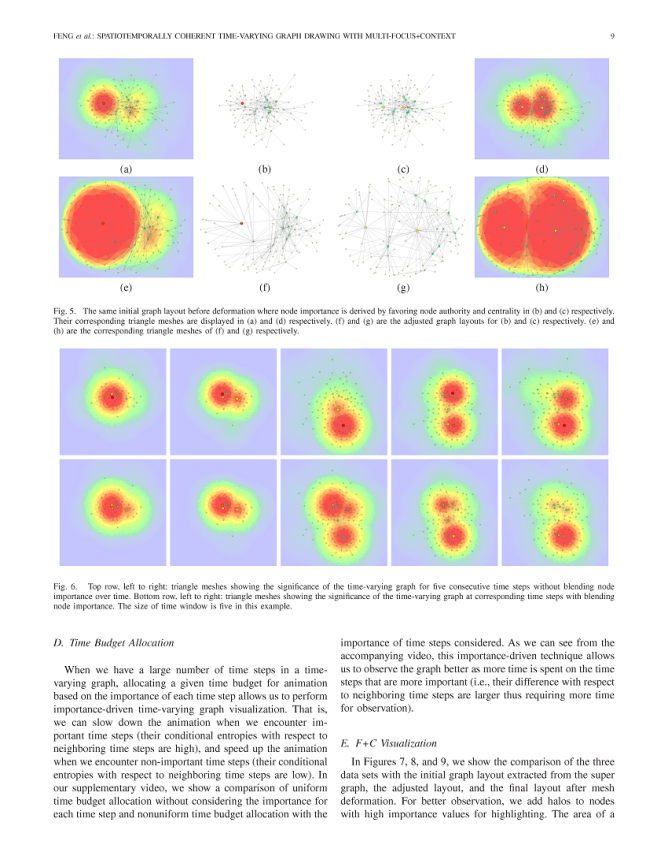 FENG et al.: SPATIOTEMPORALLY COHERENT TIME-VARYING GRAPH DRAWING WITH MULTI-FOCUS+CONTEXT
9
(a)
(b)
(c)
(d)
(e)
(f)
(g)
(h)
Fig. 5. The same initial graph layout before deformation where node importance is derived by favoring node authority and centrality in (b) and (c) respectively.
Their corresponding triangle meshes are displayed in (a) and (d) respectively. (f) and (g) are the adjusted graph layouts for (b) and (c) respectively. (e) and
(h) are the corresponding triangle meshes of (f) and (g) respectively.
Fig. 6. Top row, left to right: triangle meshes showing the significance of the time-varying graph for five consecutive time steps without blending node
importance over time. Bottom row, left to right: triangle meshes showing the significance of the time-varying graph at corresponding time steps with blending
node importance. The size of time window is five in this example.
D. Time Budget Allocation
When we have a large number of time steps in a time-
varying graph, allocating a given time budget for animation
based on the importance of each time step allows us to perform
importance-driven time-varying graph visualization. That is,
we can slow down the animation when we encounter im-
portant time steps (their conditional entropies with respect to
neighboring time steps are high), and speed up the animation
when we encounter non-important time steps (their conditional
entropies with respect to neighboring time steps are low). In
our supplementary video, we show a comparison of uniform
time budget allocation without considering the importance for
each time step and nonuniform time budget allocation with the
importance of time steps considered. As we can see from the
accompanying video, this importance-driven technique allows
us to observe the graph better as more time is spent on the time
steps that are more important (i.e., their difference with respect
to neighboring time steps are larger thus requiring more time
for observation).
E. F+C Visualization
In Figures 7, 8, and 9, we show the comparison of the three
data sets with the initial graph layout extracted from the super
graph, the adjusted layout, and the final layout after mesh
deformation. For better observation, we add halos to nodes
with high importance values for highlighting. The area of a